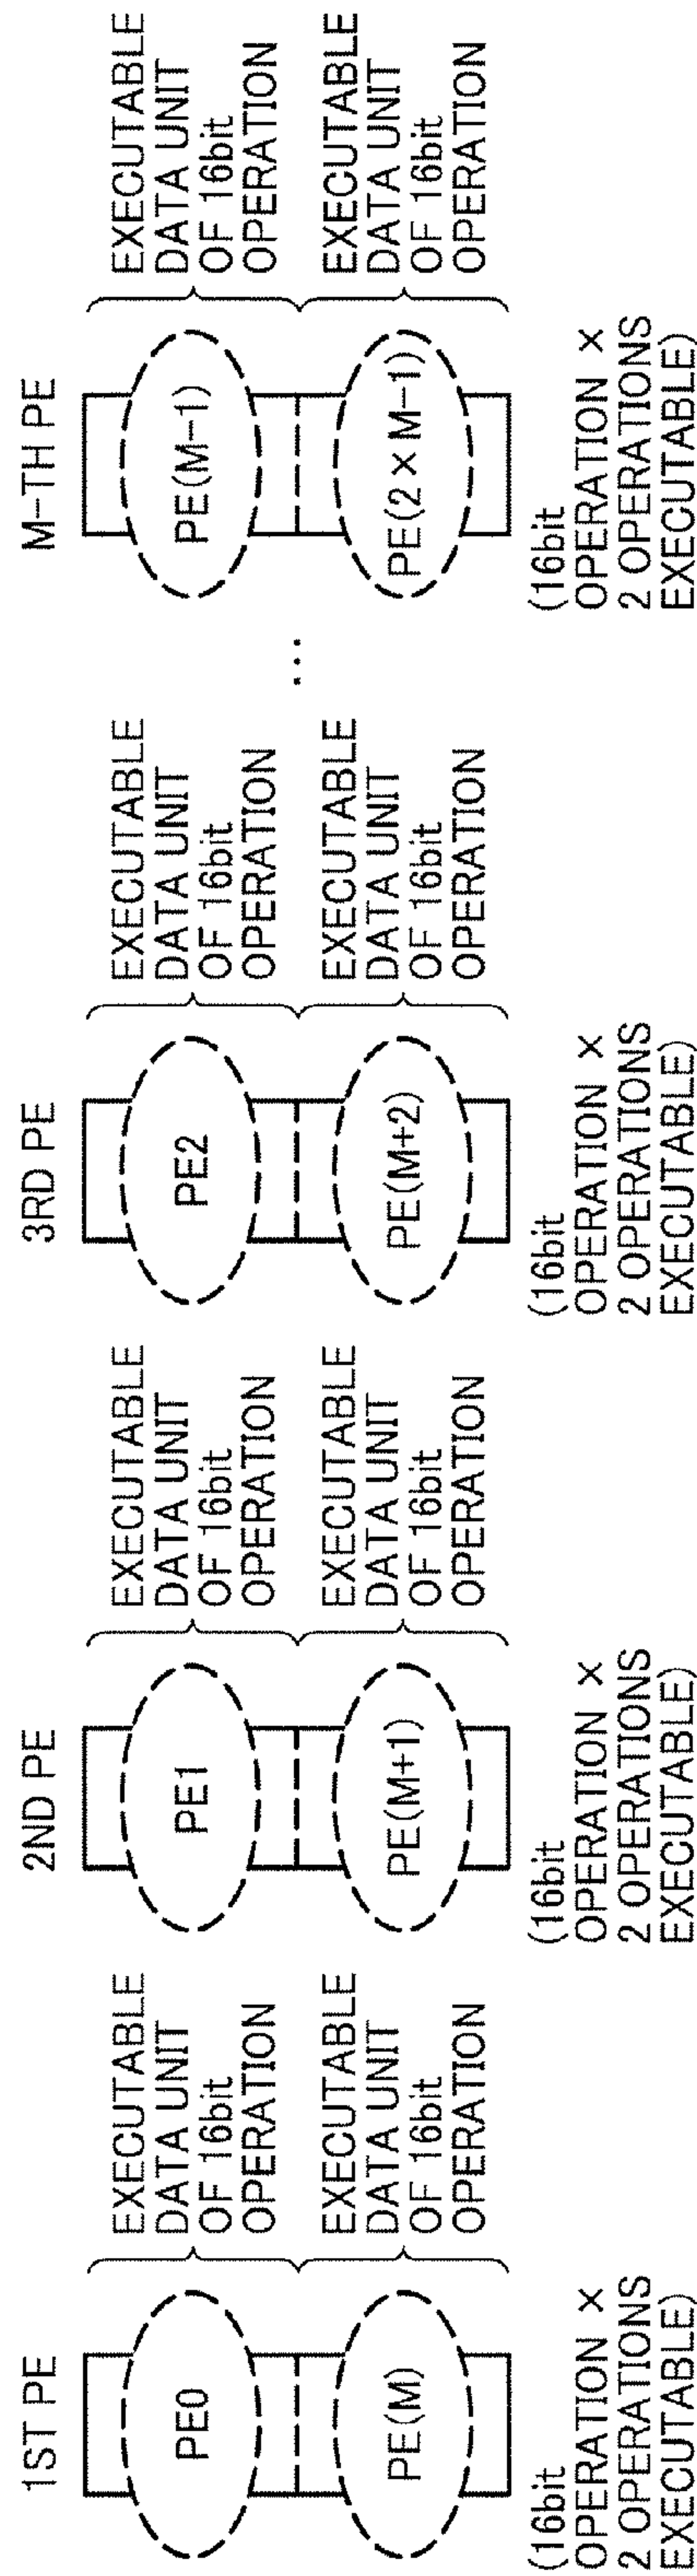 1ST PE
PE0
EXECUTABLE
DATA UNIT
OF 16bit
OPERATION
PE(M)
EXECUTABLE
DATA UNIT
OF 16bit
OPERATION
(16bit
OPERATION ×
2 OPERATIONS
EXECUTABLE)
2ND PE
PE1
EXECUTABLE
DATA UNIT
OF 16bit
OPERATION
PE(M+1)
EXECUTABLE
DATA UNIT
OF 16bit
OPERATION
(16bit
OPERATION ×
2 OPERATIONS
EXECUTABLE)
3RD PE
PE2
EXECUTABLE
DATA UNIT
OF 16bit
OPERATION
PE(M+2)
EXECUTABLE
DATA UNIT
OF 16bit
OPERATION
(16bit
OPERATION ×
2 OPERATIONS
EXECUTABLE)
...
M-TH PE
PE(M-1)
EXECUTABLE
DATA UNIT
OF 16bit
OPERATION
PE(2×M-1)
EXECUTABLE
DATA UNIT
OF 16bit
OPERATION
(16bit
OPERATION ×
2 OPERATIONS
EXECUTABLE)